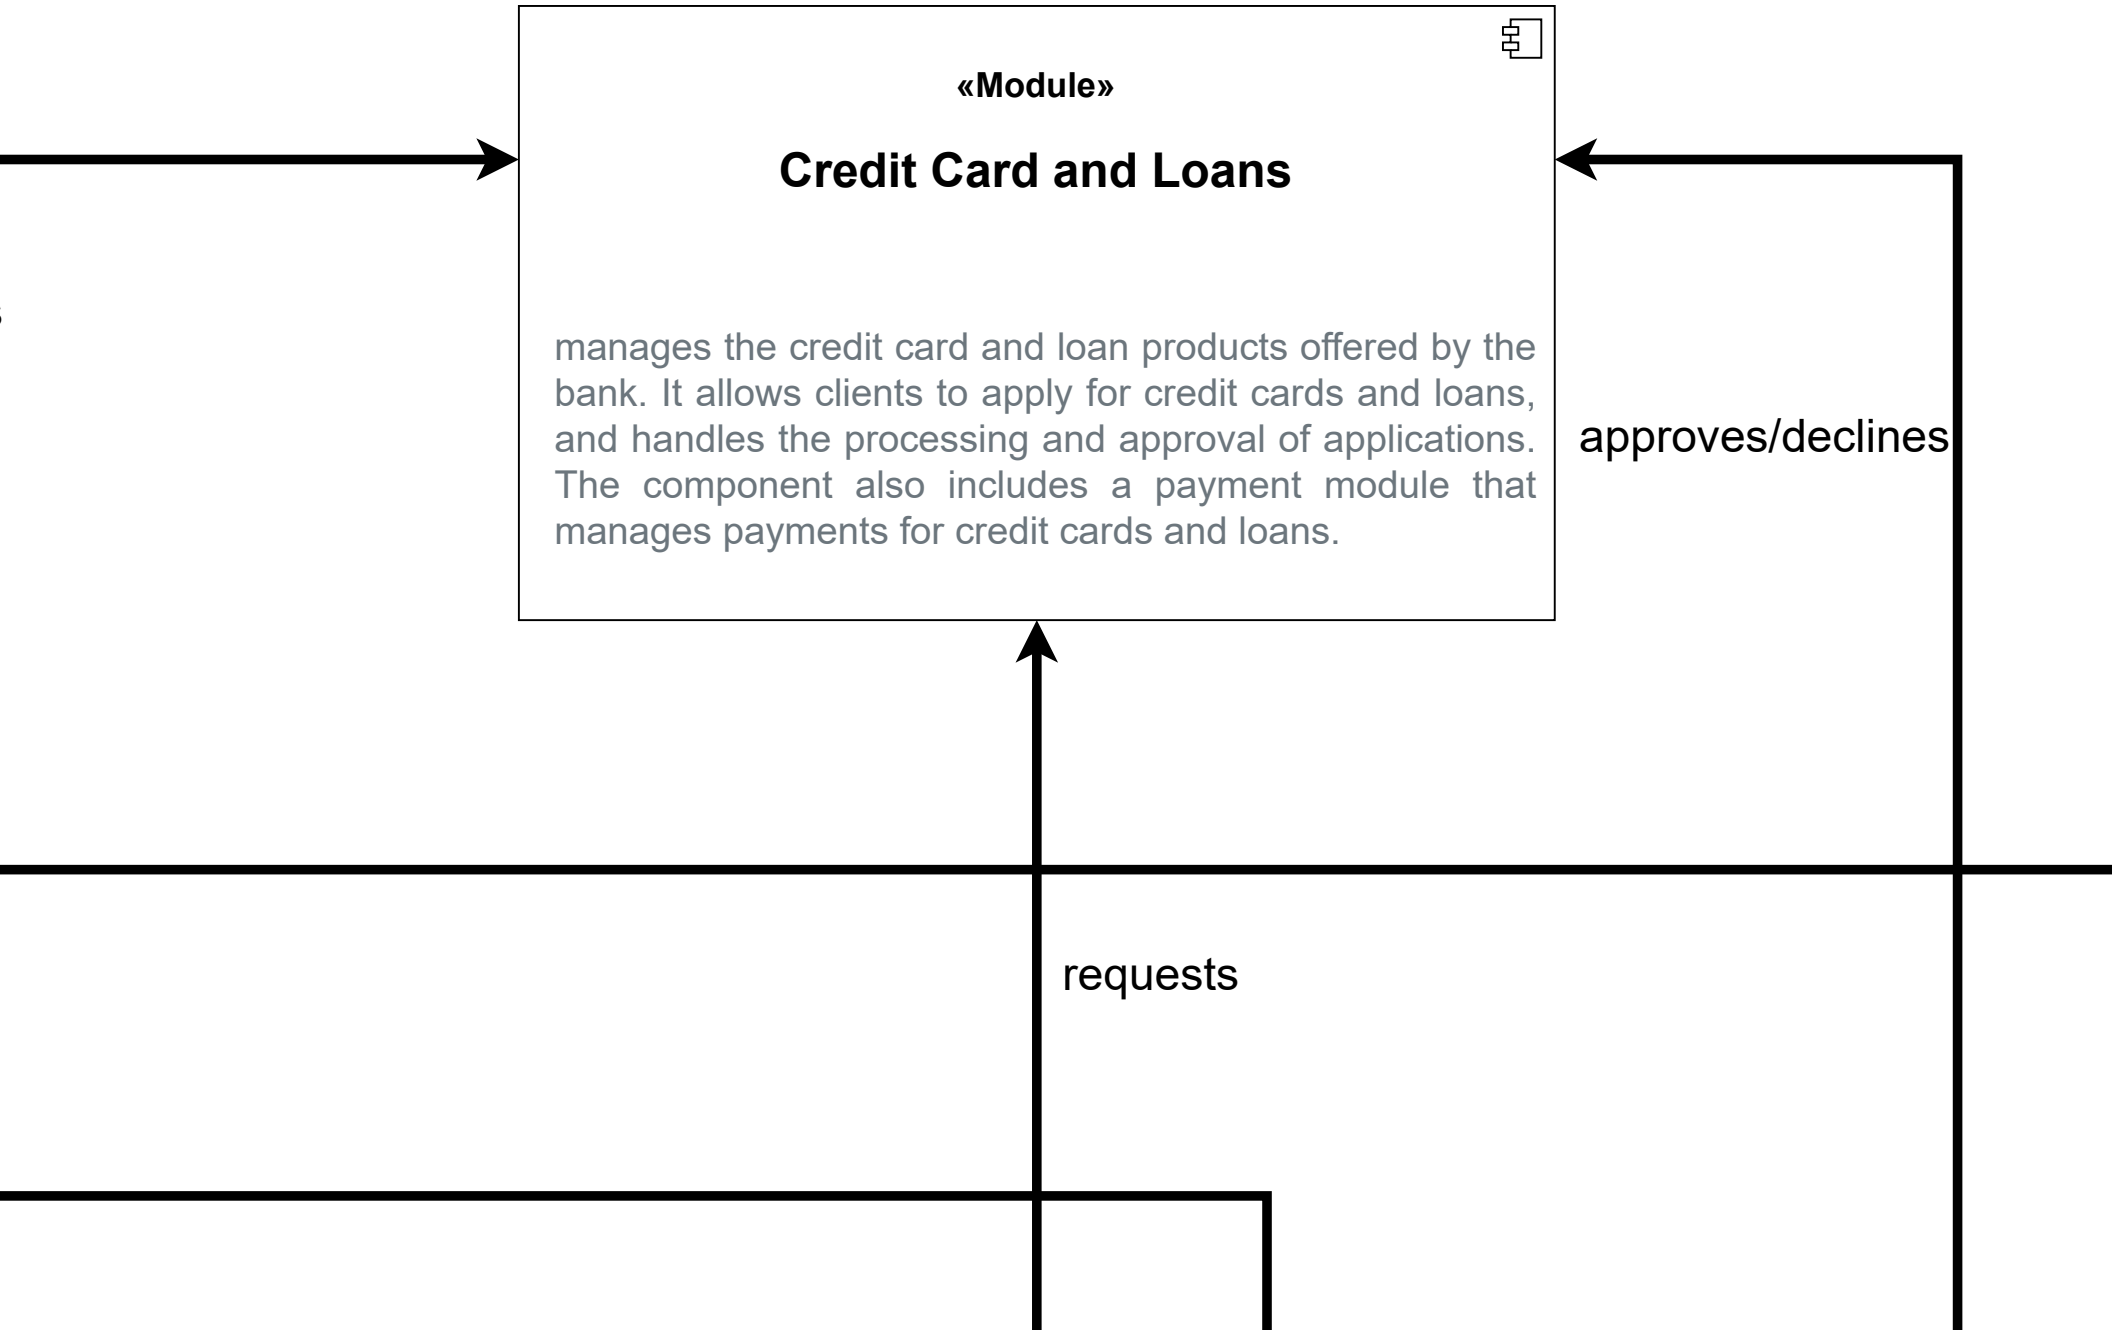 «Module»
Credit Card and Loans
manages the credit card and loan products offered by the
bank. It allows clients to apply for credit cards and loans,
and handles the processing and approval of applications.
The component also includes a payment module that
manages payments for credit cards and loans.
approves/declines
requests